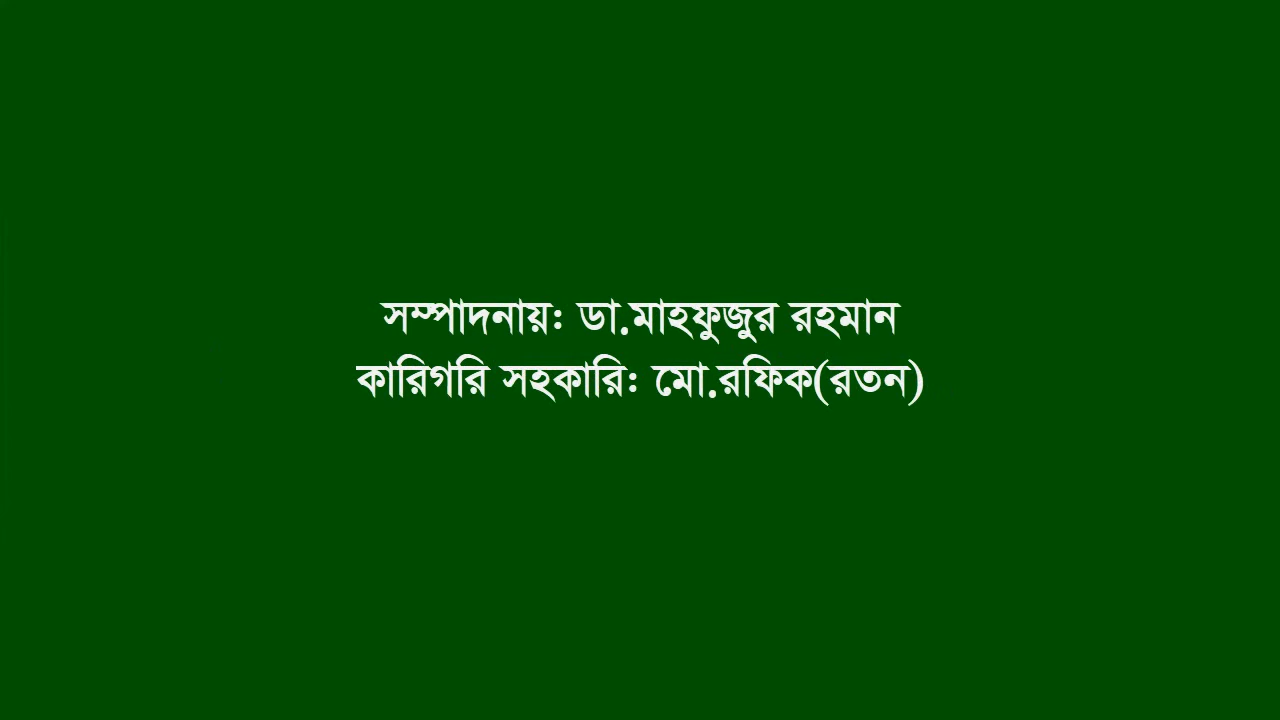 সম্পাদনায়: ডা.মাহফুজুর রহমান
কারিগরি সহকারি: মো.রফিক(রতন)